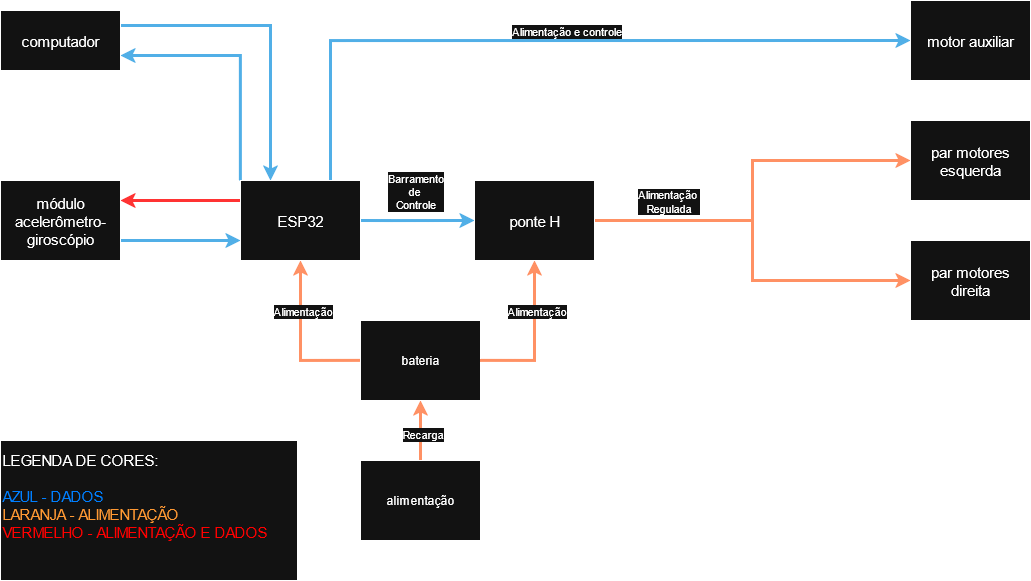 computador
Alimentação e controle
motor auxiliar
par motores
esquerda
módulo
acelerômetro-
giroscópio
ESP32
Barramento
de
Controle
ponte H
Alimentação
Regulada
par motores
direita
Alimentação
Alimentação
bateria
Recarga
alimentação
LEGENDA DE CORES:
AZUL - DADOS
LARANJA - ALIMENTAÇÃO
VERMELHO - ALIMENTAÇÃO E DADOS